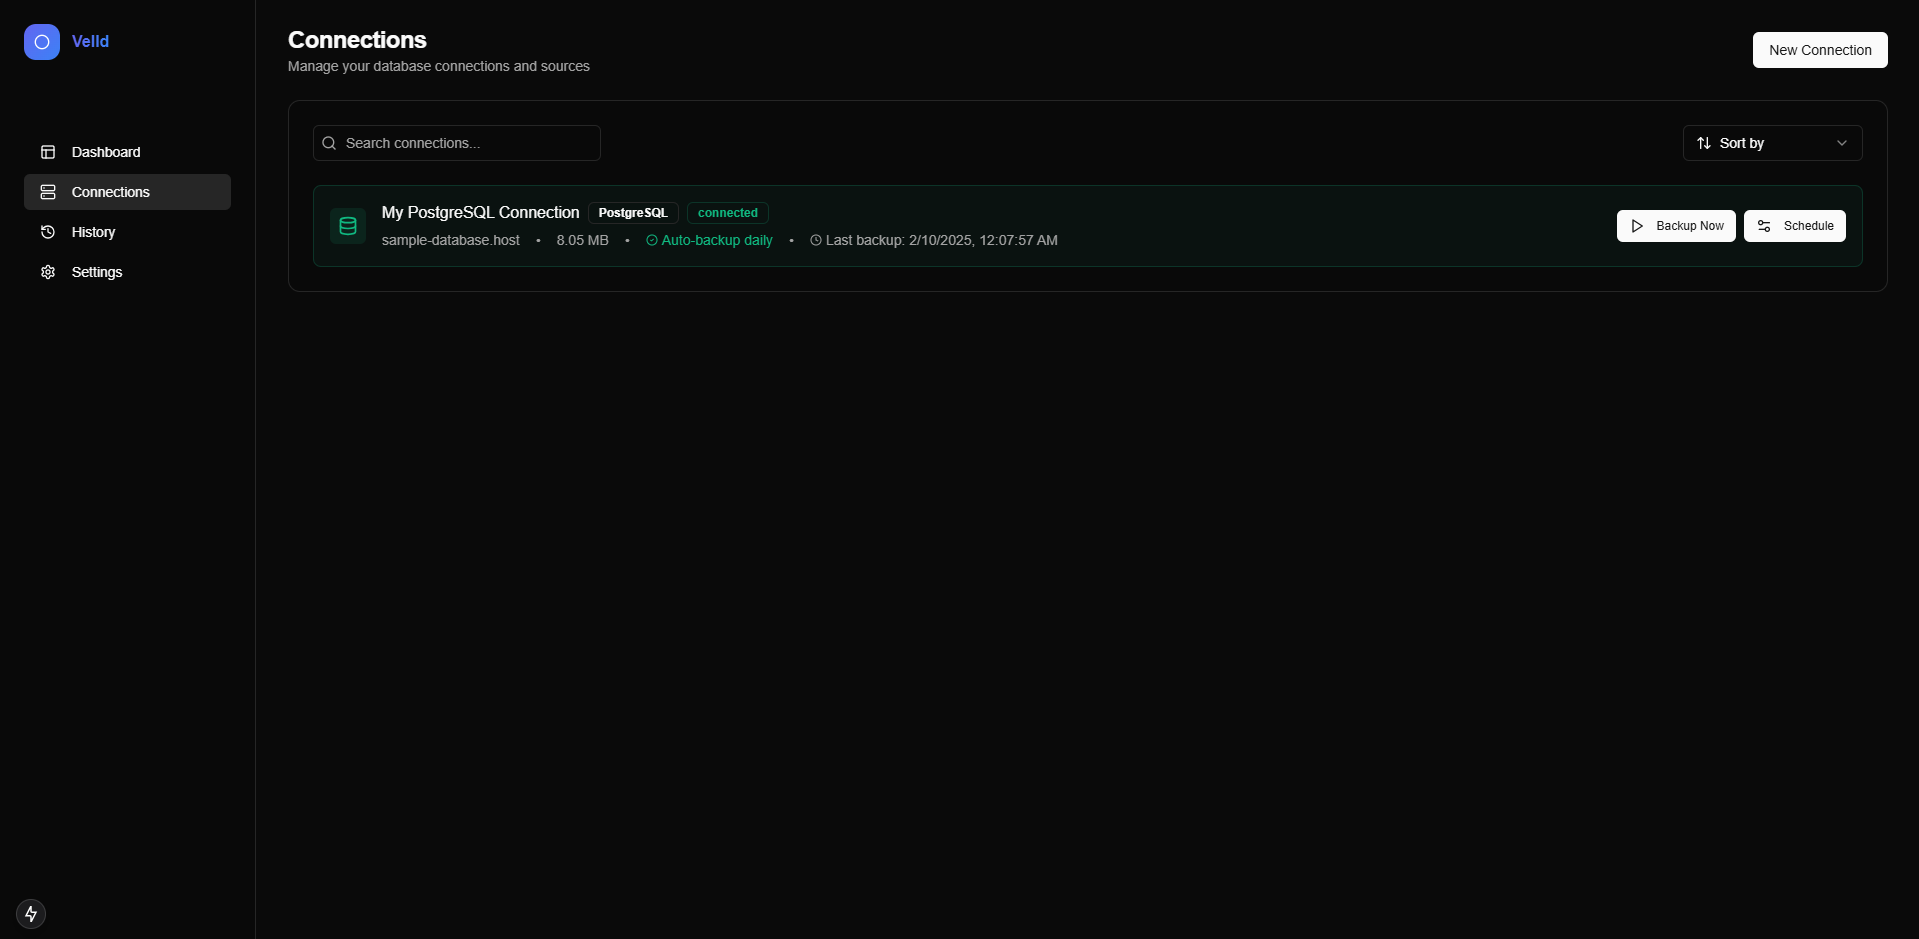 Velld
Dashboard
Connections
History
Settings
Connections
Manage your database connections and sources
New Connection
Search connections...
Sort by
My PostgreSQL Connection PostgreSQL connected
sample-database.host • 8.05 MB • Auto-backup daily • Last backup: 2/10/2025, 12:07:57 AM
Backup Now
Schedule